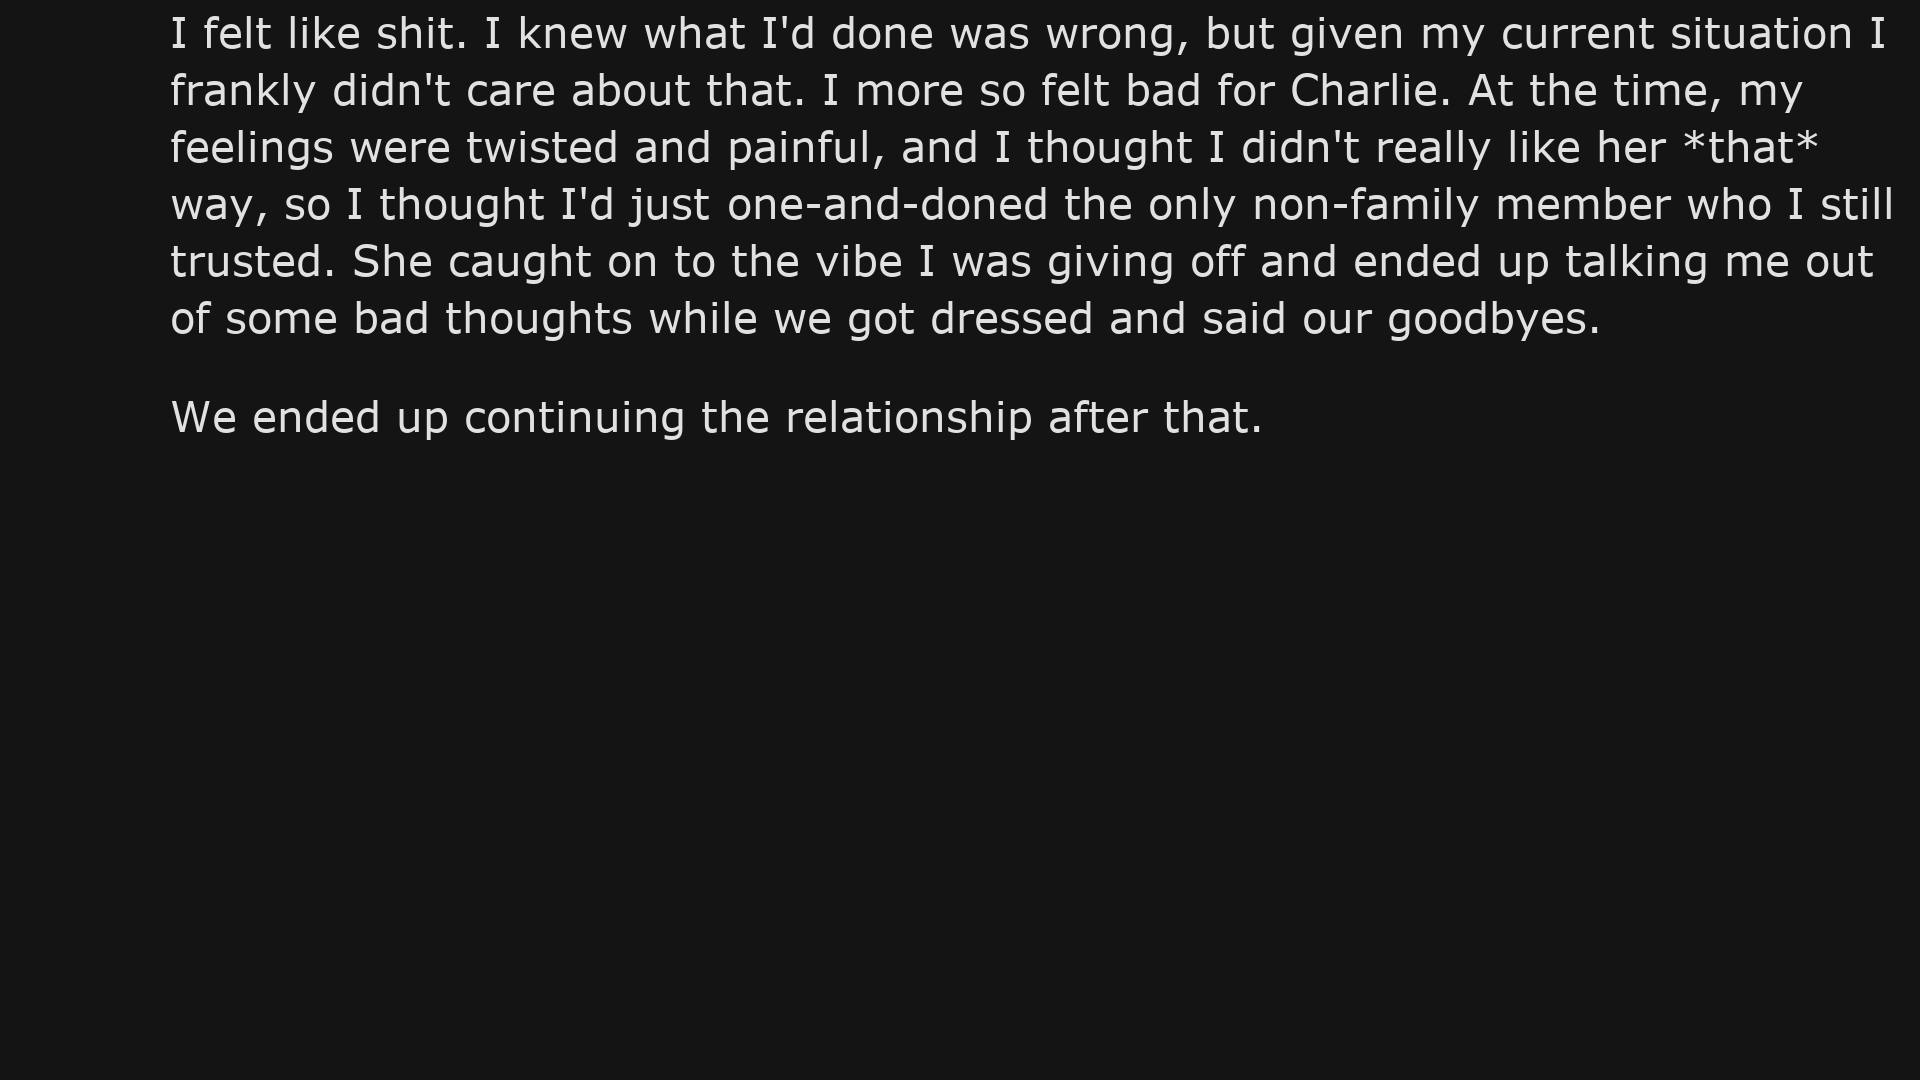 I felt like shit. I knew what I'd done was wrong, but given my current situation I
frankly didn't care about that. I more so felt bad for Charlie. At the time, my
feelings were twisted and painful, and I thought I didn't really like her *that*
way, so I thought I'd just one-and-doned the only non-family member who I still
trusted. She caught on to the vibe I was giving off and ended up talking me out
of some bad thoughts while we got dressed and said our goodbyes.
We ended up continuing the relationship after that.